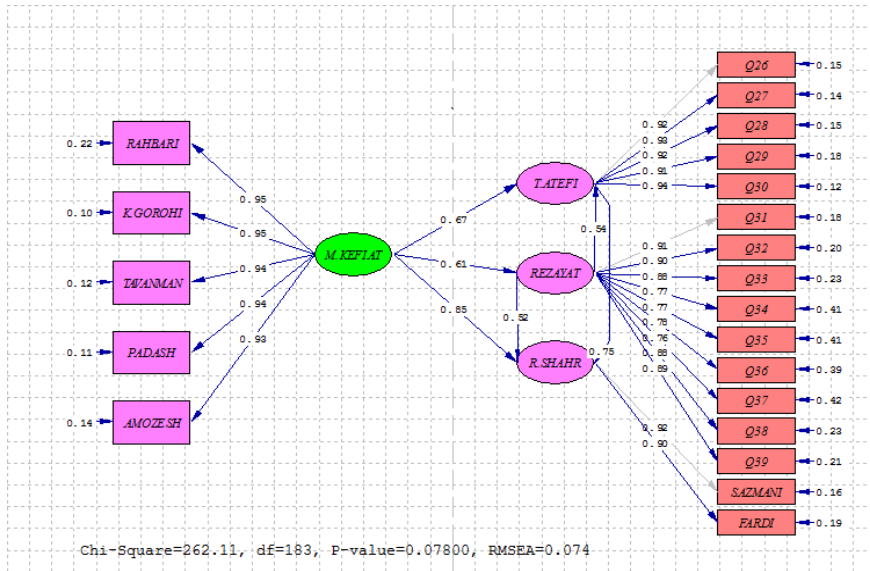 0.22
RAHBARI
0.10
K.GOROHI
0.12
TAVANMAN
0.11
PADASH
0.14
AMOZESH
0.95
0.95
0.94
0.94
0.93
M.KEFIAT
0.67
0.61
0.85
T.ATEFI
REZAYAT
R.SHAHR
0.54
0.52
0.75
0.92
0.93
0.92
0.91
0.94
0.91
0.90
0.88
0.77
0.77
0.78
0.76
0.88
0.89
0.92
0.90
Q26
0.15
Q27
0.14
Q28
0.15
Q29
0.18
Q30
0.12
Q31
0.18
Q32
0.20
Q33
0.23
Q34
0.41
Q35
0.41
Q36
0.39
Q37
0.42
Q38
0.23
Q39
0.21
SAZMANI
0.16
FARDI
0.19
Chi-Square=262.11, df=183, P-value=0.07800, RMSEA=0.074